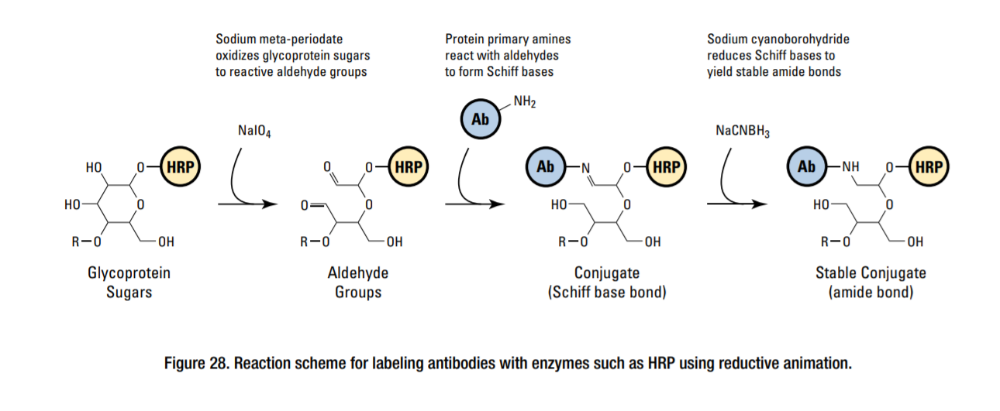 Sodium meta-periodate
oxidizes glycoprotein sugars
to reactive aldehyde groups
Protein primary amines
react with aldehydes
to form Schiff bases
Sodium cyanoborohydride
reduces Schiff bases to
yield stable amide bonds
NaIO₄
Ab
NH₂
NaCNBH₃
HO
O
HRP
HO
O
R–O
OH
O
O
HRP
O
O
R–O
OH
Ab
N
O
HRP
HO
O
R–O
OH
Ab
NH
O
HRP
HO
O
R–O
OH
Glycoprotein
Sugars
Aldehyde
Groups
Conjugate
(Schiff base bond)
Stable Conjugate
(amide bond)
Figure 28. Reaction scheme for labeling antibodies with enzymes such as HRP using reductive animation.